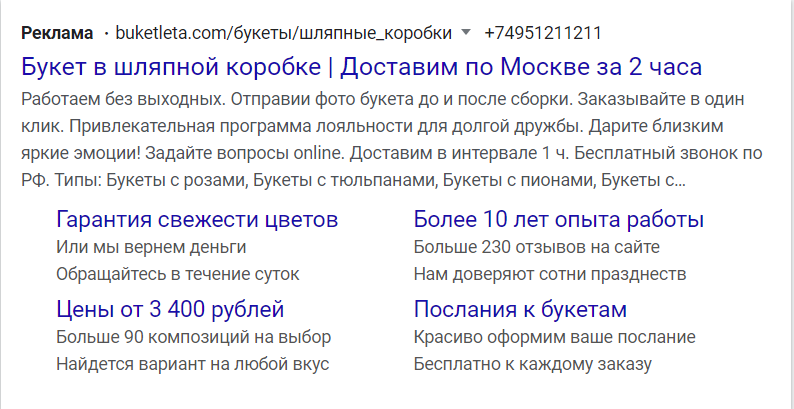 Реклама · buketleta.com/букеты/шляпные_коробки +74951211211
Букет в шляпной коробке | Доставим по Москве за 2 часа
Работаем без выходных. Отправии фото букета до и после сборки. Заказывайте в один
клик. Привлекательная программа лояльности для долгой дружбы. Дарите близким
яркие эмоции! Задайте вопросы online. Доставим в интервале 1 ч. Бесплатный звонок по
РФ. Типы: Букеты с розами, Букеты с тюльпанами, Букеты с пионами, Букеты с…
Гарантия свежести цветов
Или мы вернем деньги
Обращайтесь в течение суток
Более 10 лет опыта работы
Больше 230 отзывов на сайте
Нам доверяют сотни празднеств
Цены от 3 400 рублей
Больше 90 композиций на выбор
Найдется вариант на любой вкус
Послания к букетам
Красиво оформим ваше послание
Бесплатно к каждому заказу